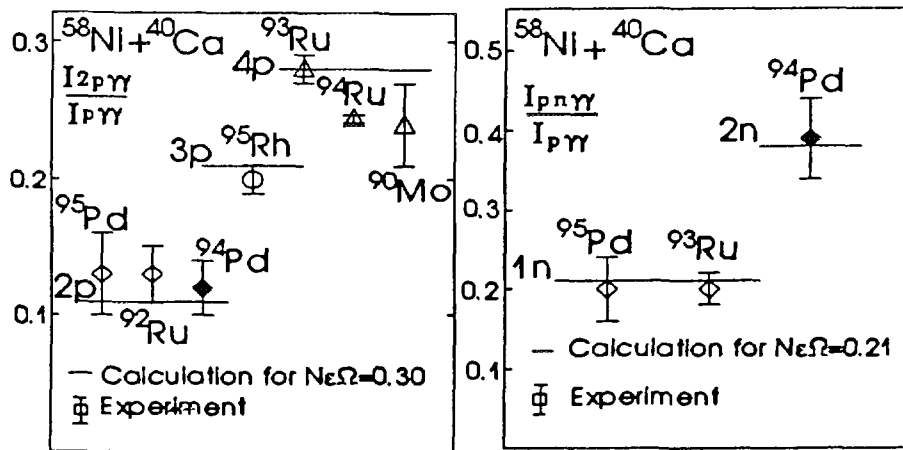 0.3
0.2
0.1
58Ni+40Ca
I2pγγ
Ipγγ
93Ru
4p
94Ru
95Rh
3p
90Mo
95Pd
94Pd
2p
92Ru
— Calculation for NεΩ=0.30
Experiment
0.5
0.4
0.3
0.2
0.1
58Ni+40Ca
Ipnγγ
Ipγγ
94Pd
2n
95Pd
93Ru
1n
— Calculation for NεΩ=0.21
Experiment